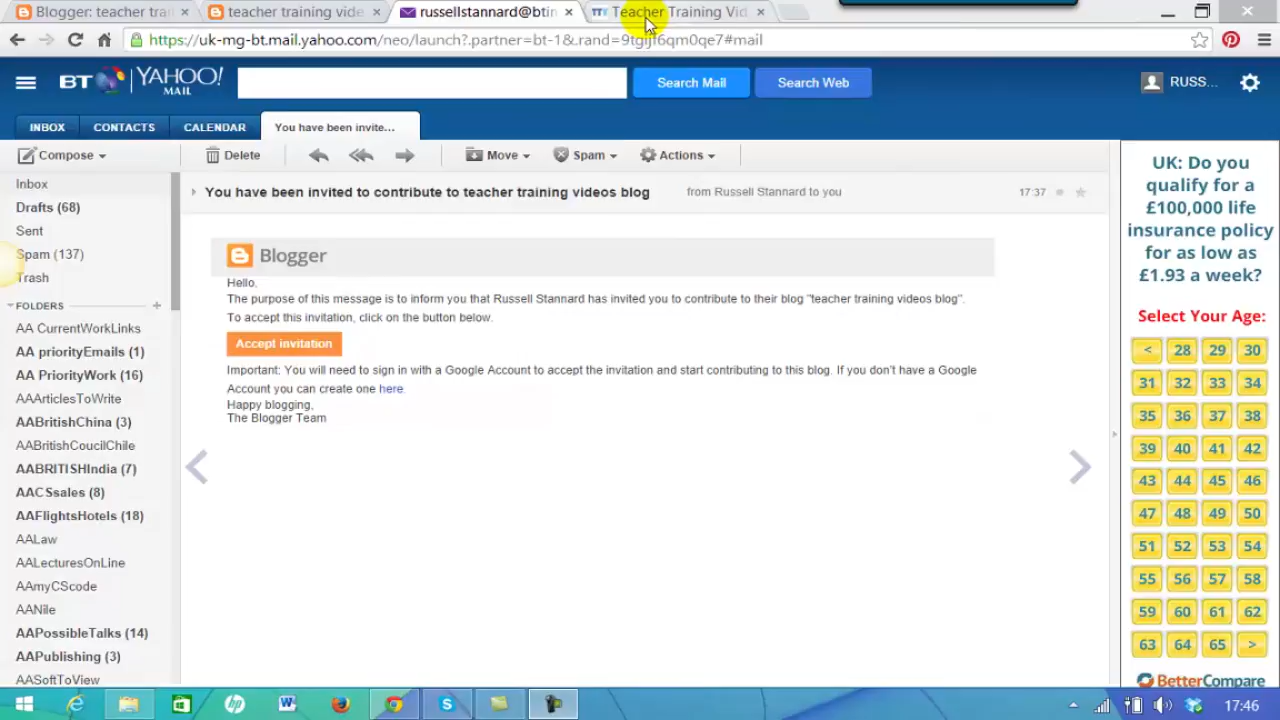 Blogger: teacher trai
teacher training vide
russellstannard@btin
Teacher Training Vid
https://uk-mg-bt.mail.yahoo.com/neo/launch?.partner=bt-1&.rand=9tgljf6qm0qe7#mail
BT YAHOO! MAIL
Search Mail
Search Web
RUSS...
INBOX
CONTACTS
CALENDAR
You have been invite...
Compose
Delete
Move
Spam
Actions
Inbox
Drafts (68)
Sent
Spam (137)
Trash
FOLDERS
AA CurrentWorkLinks
AA priorityEmails (1)
AA PriorityWork (16)
AAArticlesToWrite
AABritishChina (3)
AABritishCoucilChile
AABRITISHIndia (7)
AACSsales (8)
AAFlightsHotels (18)
AALaw
AALecturesOnLine
AAmyCScode
AANile
AAPossibleTalks (14)
AAPublishing (3)
AASoftToView
You have been invited to contribute to teacher training videos blog
from Russell Stannard to you
17:37
Blogger
Hello,
The purpose of this message is to inform you that Russell Stannard has invited you to contribute to their blog "teacher training videos blog".
To accept this invitation, click on the button below.
Accept invitation
Important: You will need to sign in with a Google Account to accept the invitation and start contributing to this blog. If you don't have a Google
Account you can create one here.
Happy blogging,
The Blogger Team
UK: Do you
qualify for a
£100,000 life
insurance policy
for as low as
£1.93 a week?
Select Your Age:
< 28 29 30
31 32 33 34
35 36 37 38
39 40 41 42
43 44 45 46
47 48 49 50
51 52 53 54
55 56 57 58
59 60 61 62
63 64 65 >
BetterCompare
17:46